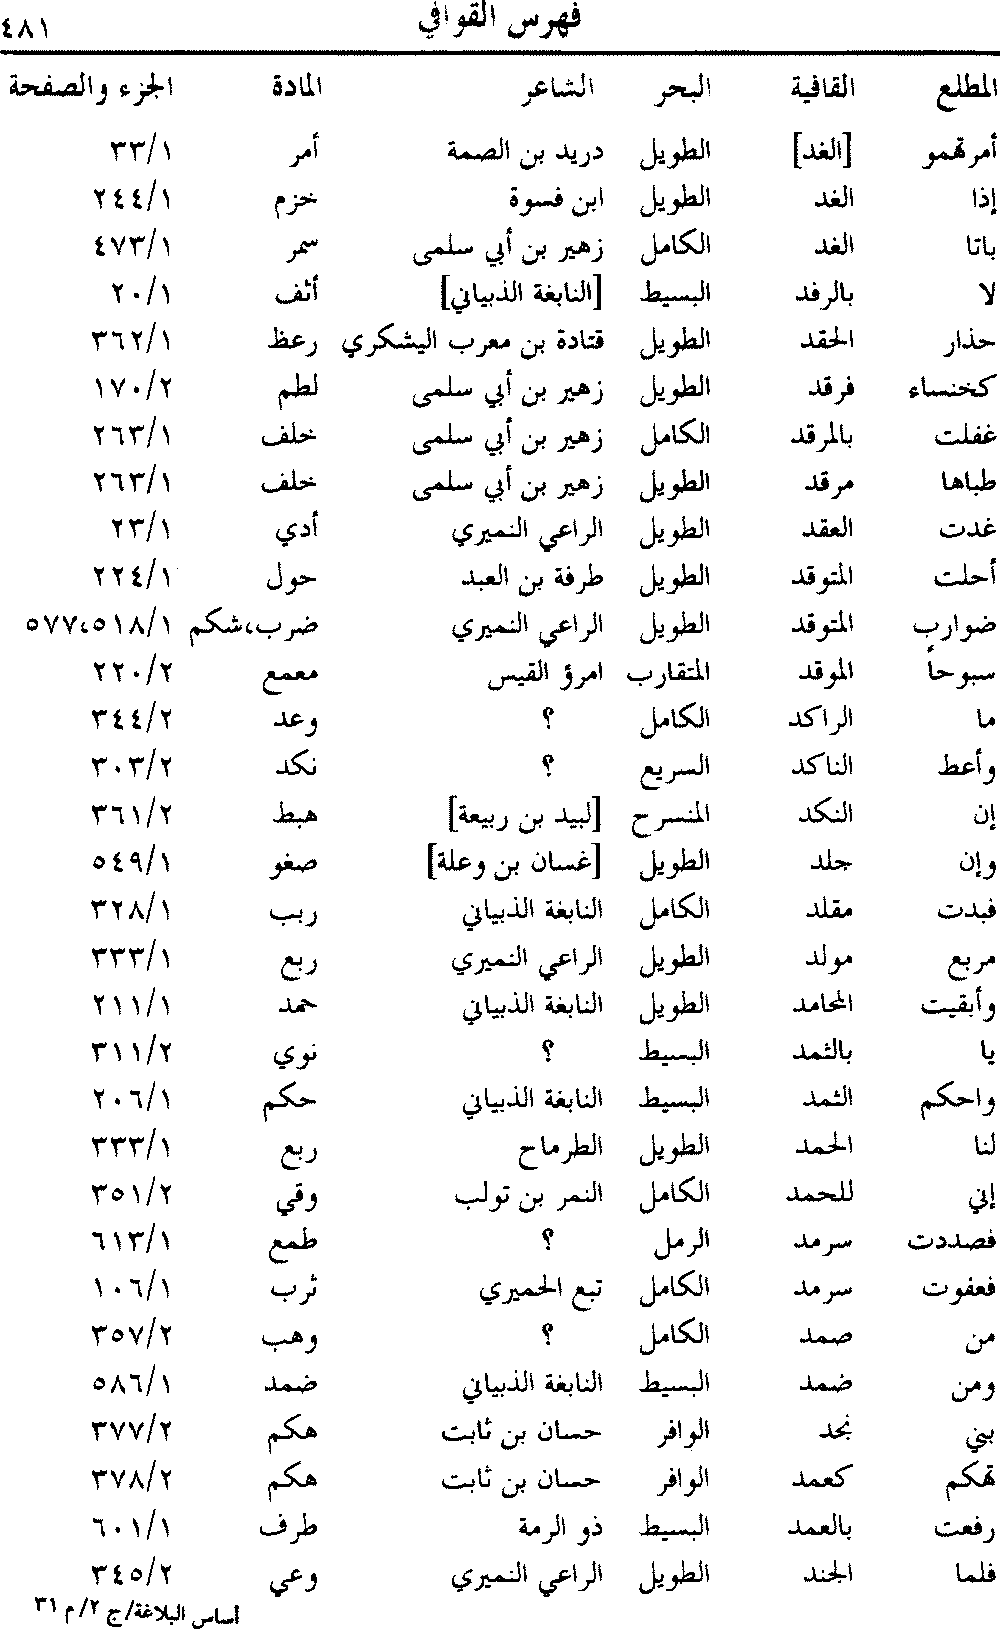 فهرس القوافي ٤٨١
المطلع القافية البحر الشاعر المادة الجزء والصفحة
أمرتهمو [الغد] الطويل دريد بن الصمة أمر ٣٣/١
إذا الغد الطويل ابن فسوة خزم ٢٤٤/١
باتا الغد الكامل زهير بن أبي سلمى سمر ٤٧٣/١
لا بالرفد البسيط [النابغة الذبياني] أثف ٢٠/١
حذار الحقد الطويل قتادة بن معرب اليشكري رعظ ٣٦٢/١
كخنساء فرقد الطويل زهير بن أبي سلمى لطم ١٧٠/٢
غفلت بالمرقد الكامل زهير بن أبي سلمى خلف ٢٦٣/١
طباها مرقد الطويل زهير بن أبي سلمى خلف ٢٦٣/١
غدت العقد الطويل الراعي النميري أدي ٢٣/١
أحلت المتوقد الطويل طرفة بن العبد حول ٢٢٤/١
ضوارب المتوقد الطويل الراعي النميري ضرب،شكم ٥٧٧،٥١٨/١
سبوحاً الموقد المتقارب امرؤ القيس معمع ٢٢٠/٢
ما الراكد الكامل ؟ وعد ٣٤٤/٢
وأعط الناكد السريع ؟ نكد ٣٠٣/٢
إن النكد المنسرح [لبيد بن ربيعة] هبط ٣٦١/٢
وإن جلد الطويل [غسان بن وعلة] صغو ٥٤٩/١
فبدت مقلد الكامل النابغة الذبياني ربب ٣٢٨/١
مربع مولد الطويل الراعي النميري ربع ٣٣٣/١
وأبقيت المحامد الطويل النابغة الذبياني حمد ٢١١/١
يا بالثمد البسيط ؟ نوي ٣١١/٢
واحكم الثمد البسيط النابغة الذبياني حكم ٢٠٦/١
لنا الحمد الطويل الطرماح ربع ٣٣٣/١
إني للحمد الكامل النمر بن تولب وقي ٣٥١/٢
فصددت سرمد الرمل ؟ طمع ٦١٣/١
فعفوت سرمد الكامل تبع الحميري ثرب ١٠٦/١
من صمد الكامل ؟ وهب ٣٥٧/٢
ومن ضمد البسيط النابغة الذبياني ضمد ٥٨٦/١
بني نجد الوافر حسان بن ثابت هكم ٣٧٧/٢
تهكم كعمد الوافر حسان بن ثابت هكم ٣٧٨/٢
رفعت بالعمد البسيط ذو الرمة طرف ٦٠١/١
فلما الجند الطويل الراعي النميري وعي ٣٤٥/٢
أساس البلاغة/ج ٢/م ٣١